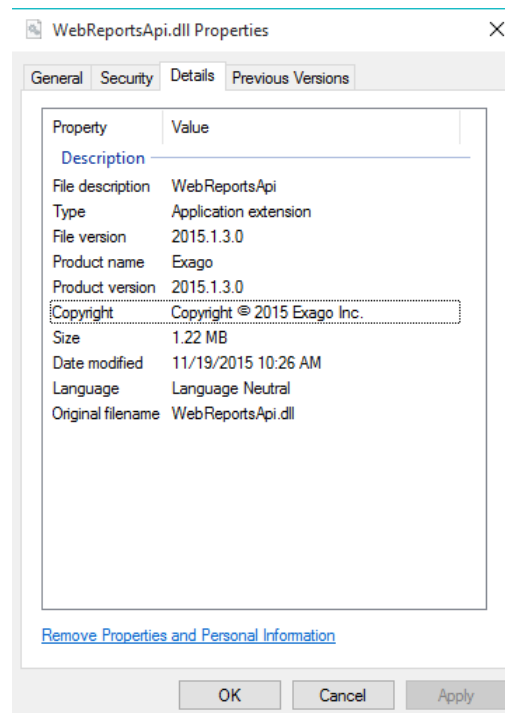 WebReportsApi.dll Properties
General Security Details Previous Versions
Property Value
Description
File description WebReportsApi
Type Application extension
File version 2015.1.3.0
Product name Exago
Product version 2015.1.3.0
Copyright Copyright © 2015 Exago Inc.
Size 1.22 MB
Date modified 11/19/2015 10:26 AM
Language Language Neutral
Original filename WebReportsApi.dll
Remove Properties and Personal Information
OK Cancel Apply